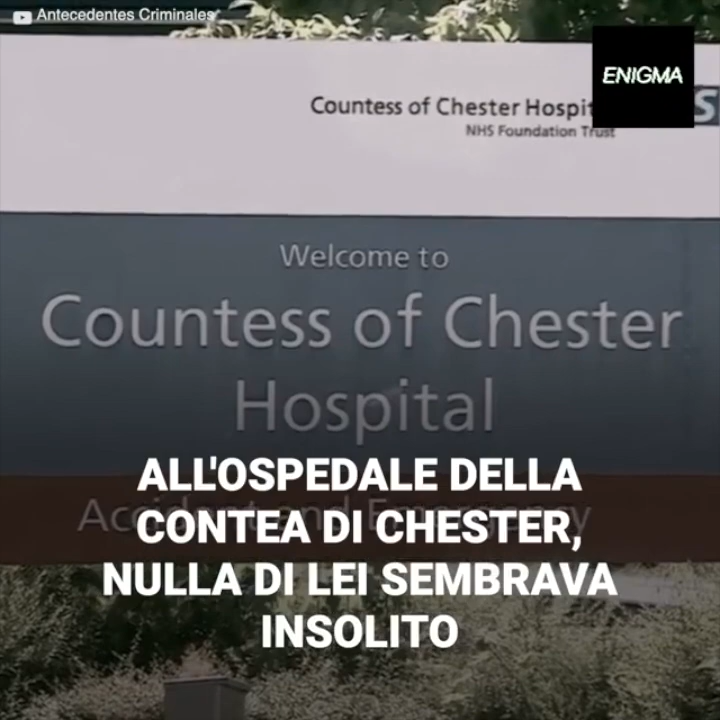 Antecedentes Criminales
ENIGMA
Countess of Chester
NHS Foundation Trust
Welcome to
Countess of Chester
Hospital
ALL'OSPEDALE DELLA
CONTEA DI CHESTER,
NULLA DI LEI SEMBRAVA
INSOLITO